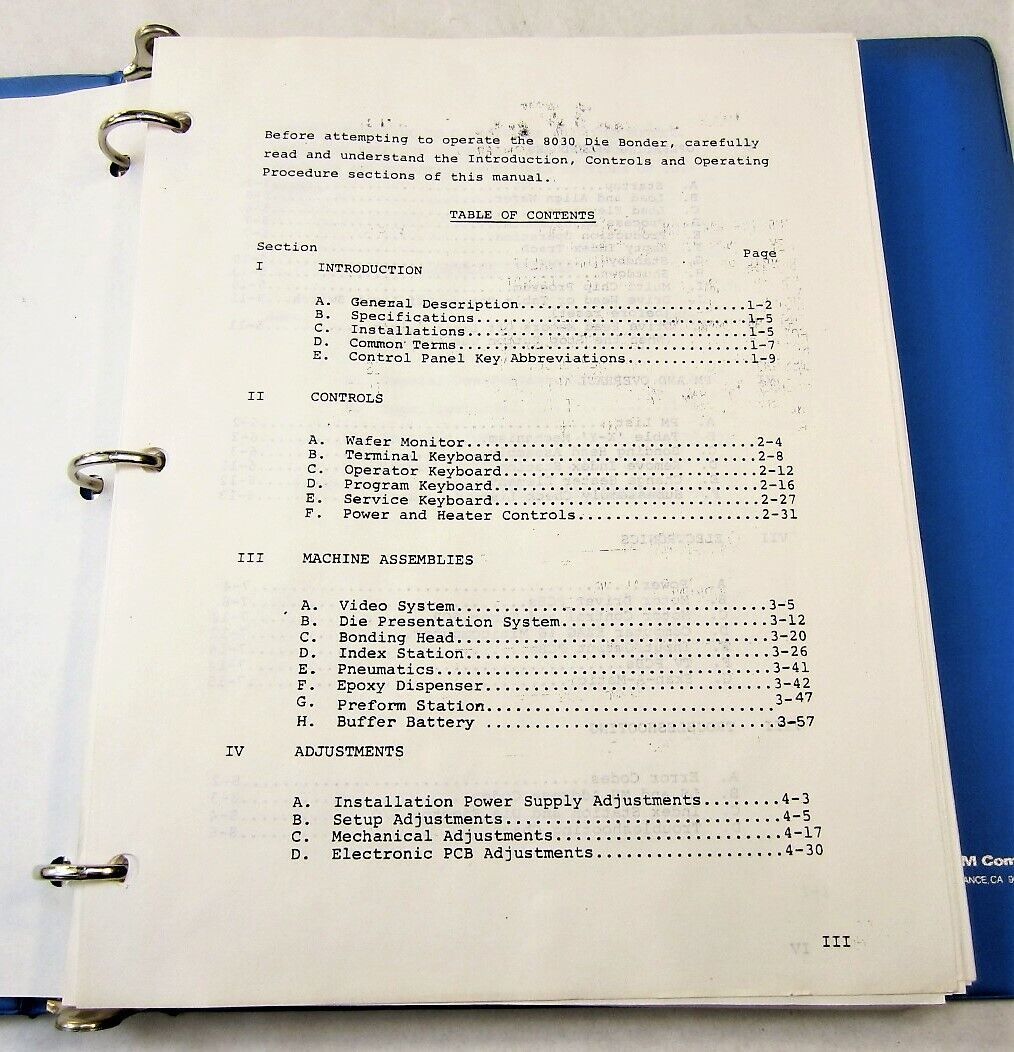 Before attempting to operate the 8030 Die Bonder, carefully
read and understand the Introduction, Controls and Operating
Procedure sections of this manual.
TABLE OF CONTENTS
Section Page
I INTRODUCTION
A. General Description....................1-2
B. Specifications.........................1-5
C. Installations..........................1-5
D. Common Terms...........................1-7
E. Control Panel Key Abbreviations.............1-9
II CONTROLS
A. Wafer Monitor.......................2-4
B. Terminal Keyboard....................2-8
C. Operator Keyboard....................2-12
D. Program Keyboard.....................2-16
E. Service Keyboard.....................2-27
F. Power and Heater Controls...................2-31
III MACHINE ASSEMBLIES
A. Video System................................3-5
B. Die Presentation System.....................3-12
C. Bonding Head................................3-20
D. Index Station...............................3-26
E. Pneumatics..................................3-41
F. Epoxy Dispenser.............................3-42
G. Preform Station.............................3-47
H. Buffer Battery .............................3-57
IV ADJUSTMENTS
A. Installation Power Supply Adjustments........4-3
B. Setup Adjustments............................4-5
C. Mechanical Adjustments.......................4-17
D. Electronic PCB Adjustments...................4-30
III
M Com
ANCE, CA 9